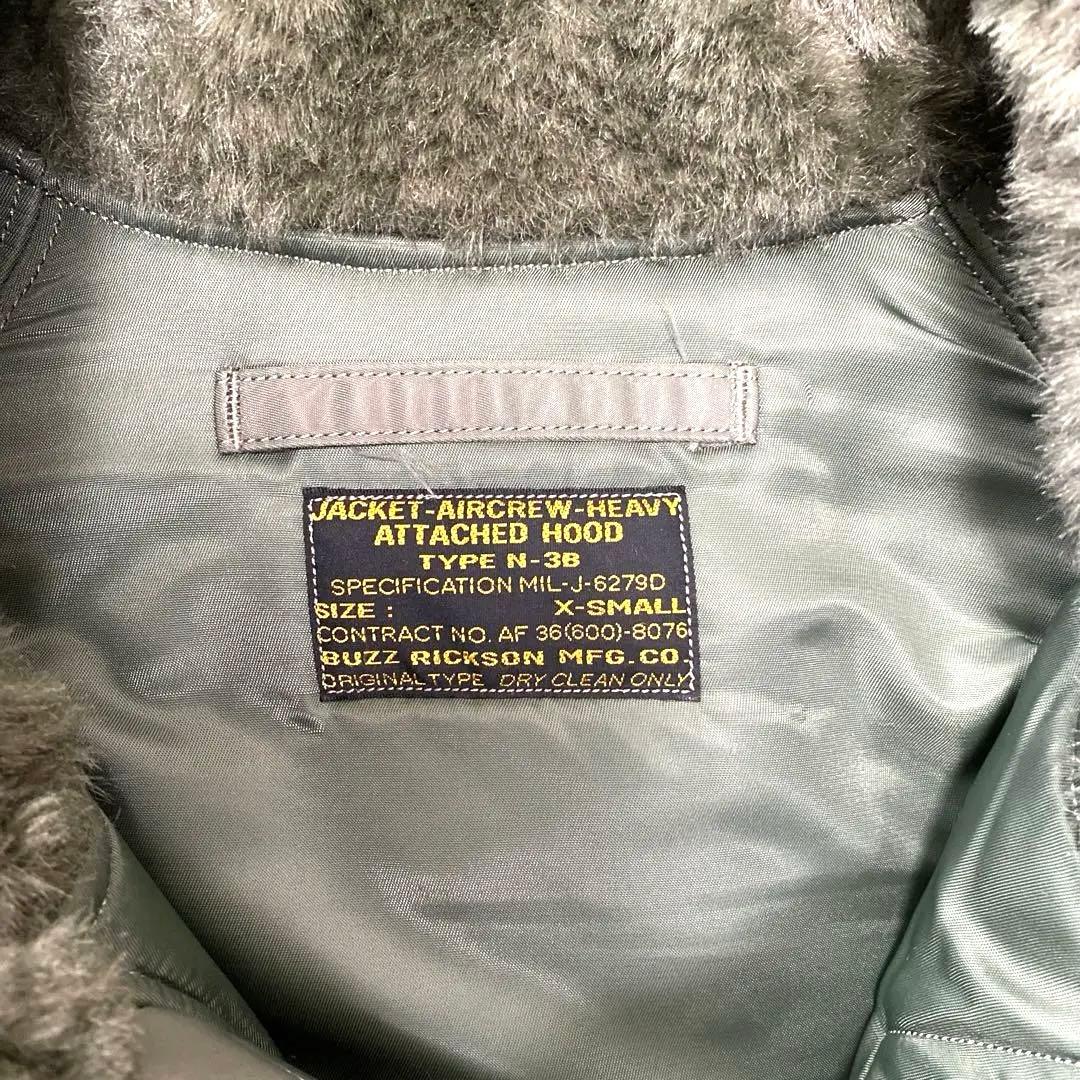 JACKET-AIRCREW-HEAVY
ATTACHED HOOD
TYPE N-3B
SPECIFICATION MIL-J-6279D
SIZE : X-SMALL
CONTRACT NO. AF 36(600)-8076
BUZZ RICKSON MFG. CO.
ORIGINAL TYPE DRY CLEAN ONLY